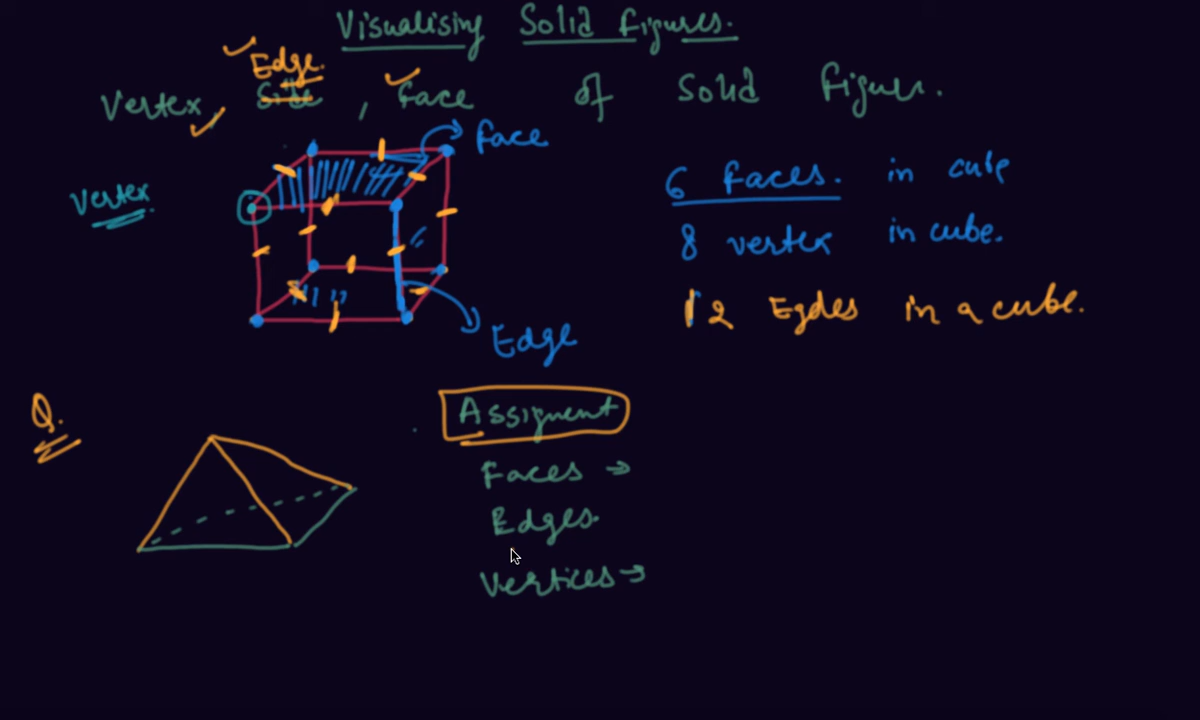 Visualising Solid figures.
Edge.
Vertex, Side, Face of Solid figure.
face
Vertex
6 faces. in cube
8 vertex in cube.
12 Egdes in a cube.
Edge
Q.
Assignment
Faces →
Edges.
Vertices →